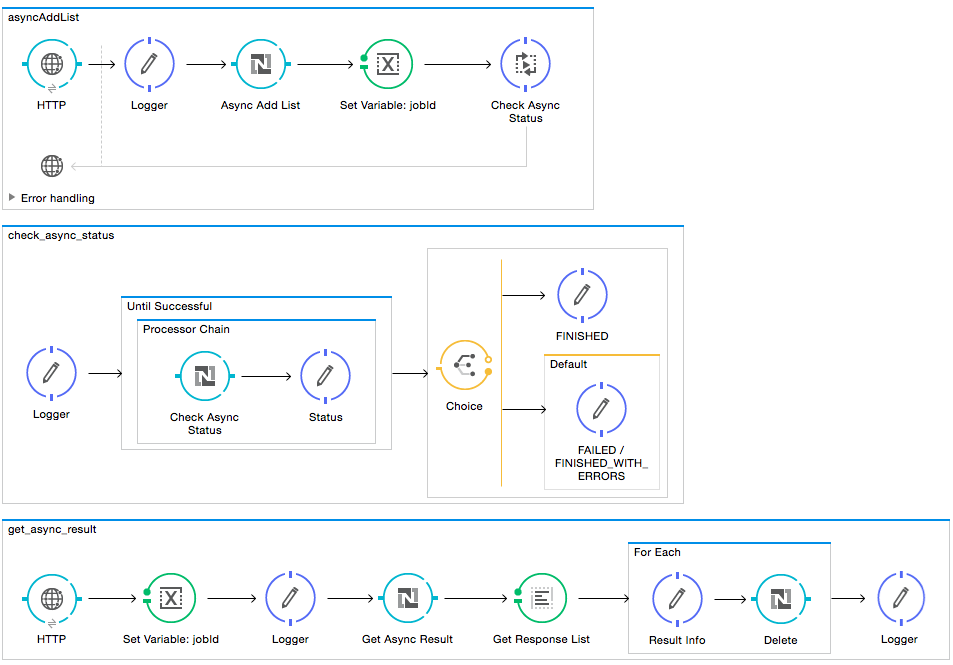 asyncAddList
HTTP
Logger
Async Add List
Set Variable: jobId
Check Async
Status
Error handling
check_async_status
Logger
Until Successful
Processor Chain
Check Async
Status
Status
Choice
FINISHED
Default
FAILED /
FINISHED_WITH_
ERRORS
get_async_result
HTTP
Set Variable: jobId
Logger
Get Async Result
Get Response List
For Each
Result Info
Delete
Logger